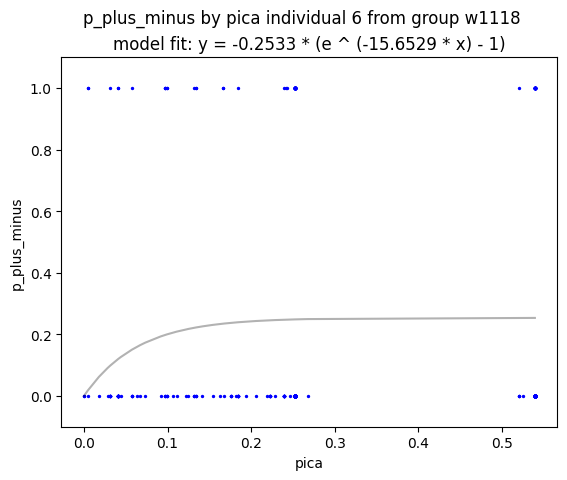 p_plus_minus by pica individual 6 from group w1118
model fit: y = -0.2533 * (e ^ (-15.6529 * x) - 1)
1.0
0.8
0.6
0.4
0.2
0.0
p_plus_minus
0.0 0.1 0.2 0.3 0.4 0.5
pica